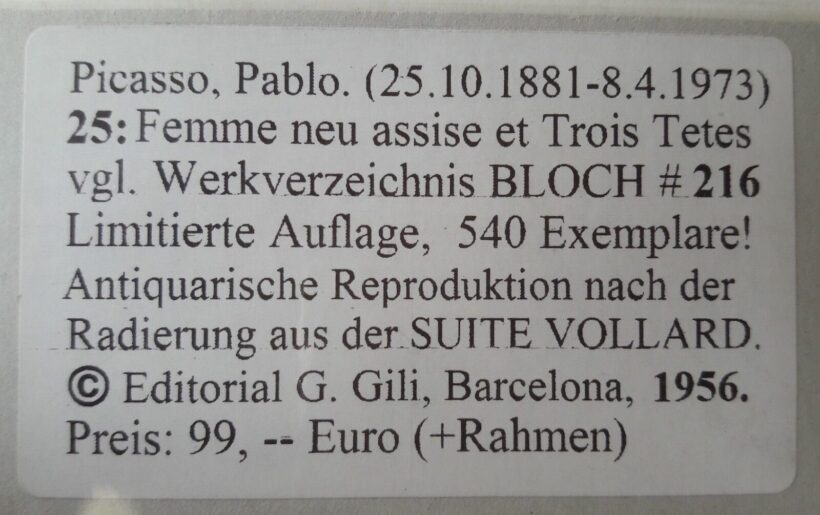 Picasso, Pablo. (25.10.1881-8.4.1973)
25: Femme neu assise et Trois Tetes
vgl. Werkverzeichnis BLOCH # 216
Limitierte Auflage, 540 Exemplare!
Antiquarische Reproduktion nach der
Radierung aus der SUITE VOLLARD.
© Editorial G. Gili, Barcelona, 1956.
Preis: 99, -- Euro (+Rahmen)